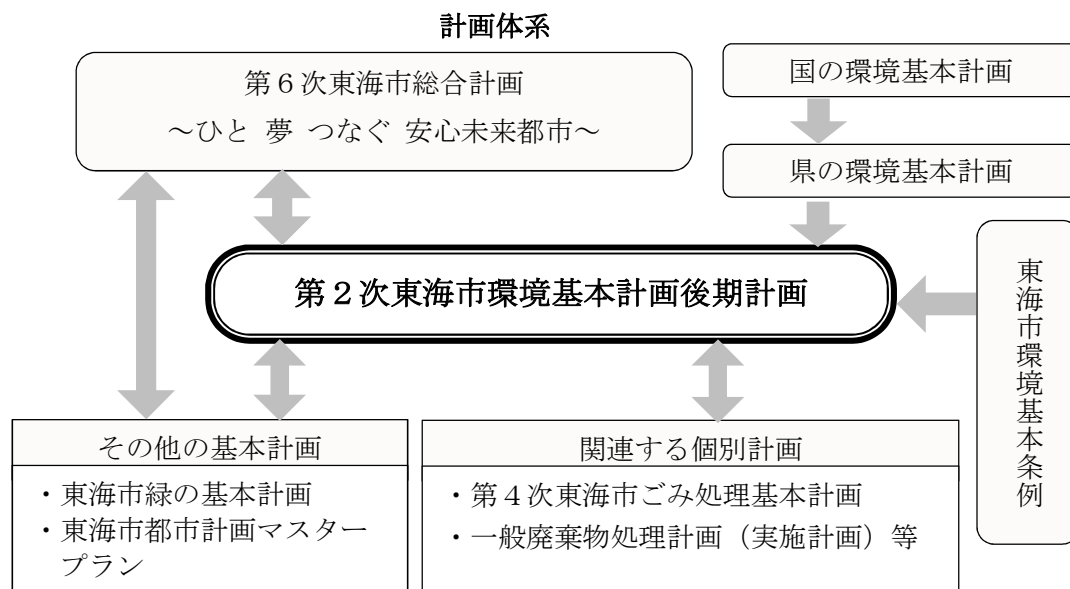 計画体系
第６次東海市総合計画
～ひと 夢 つなぐ 安心未来都市～
国の環境基本計画
県の環境基本計画
第２次東海市環境基本計画後期計画
東海市環境基本条例
その他の基本計画
・東海市緑の基本計画
・東海市都市計画マスター
プラン
関連する個別計画
・第４次東海市ごみ処理基本計画
・一般廃棄物処理計画（実施計画）等